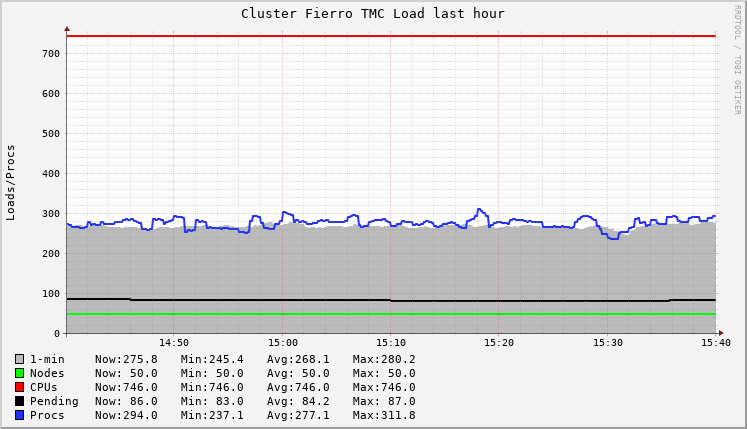 Cluster Fierro TMC Load last hour
RRDTOOL / TOBI OETIKER
Loads/Procs
700
600
500
400
300
200
100
0
14:50 15:00 15:10 15:20 15:30 15:40
1-min Now:275.8 Min:245.4 Avg:268.1 Max:280.2
Nodes Now: 50.0 Min: 50.0 Avg: 50.0 Max: 50.0
CPUs Now:746.0 Min:746.0 Avg:746.0 Max:746.0
Pending Now: 86.0 Min: 83.0 Avg: 84.2 Max: 87.0
Procs Now:294.0 Min:237.1 Avg:277.1 Max:311.8